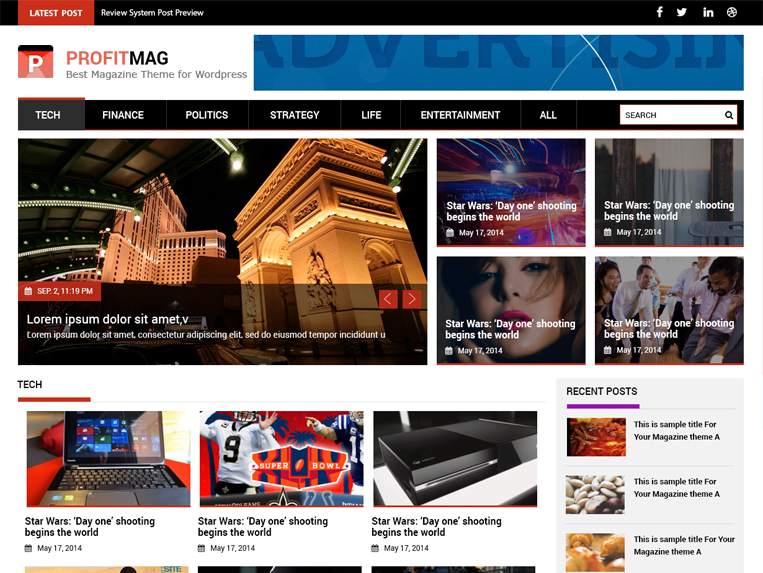 LATEST POST
Review System Post Preview
P
PROFITMAG
Best Magazine Theme for Wordpress
ADVERTISIN
TECH
FINANCE
POLITICS
STRATEGY
LIFE
ENTERTAINMENT
ALL
SEARCH
SEP. 2, 11:19 PM
Lorem ipsum dolor sit amet,v
Lorem ipsum dolor sit amet, consectetur adipiscing elit, sed do eiusmod tempor incididunt u
Star Wars: ‘Day one’ shooting
begins the world
May 17, 2014
Star Wars: ‘Day one’ shooting
begins the world
May 17, 2014
Star Wars: ‘Day one’ shooting
begins the world
May 17, 2014
Star Wars: ‘Day one’ shooting
begins the world
May 17, 2014
TECH
9
SUPER BOWL
NEW ORLEANS
Star Wars: ‘Day one’ shooting
begins the world
May 17, 2014
Star Wars: ‘Day one’ shooting
begins the world
May 17, 2014
Star Wars: ‘Day one’ shooting
begins the world
May 17, 2014
SITE
RECENT POSTS
This is sample title For
Your Magazine theme A
This is sample title For
Your Magazine theme A
This is sample title For Your
Magazine theme A